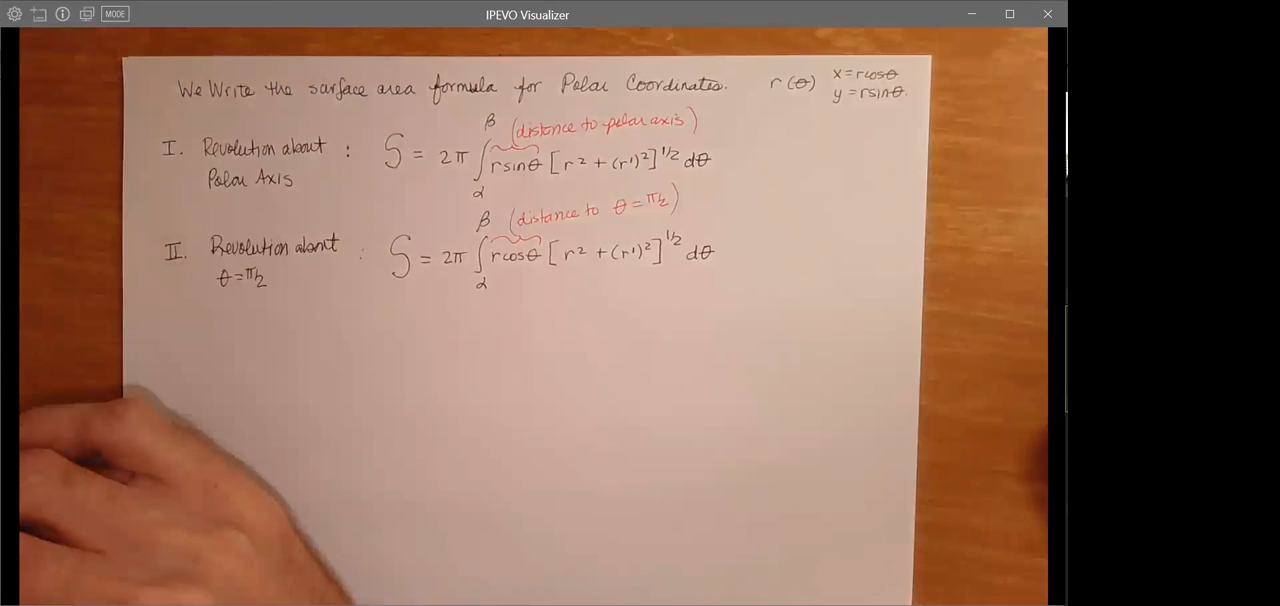 IPEVO Visualizer
MODE
We Write the surface area formula for Polar Coordinates. r(θ) x=rcosθ
y=rsinθ.
I. Revolution about Polar Axis : S = 2π ∫_α^β rsinθ [r² + (r')²]^1/2 dθ
(distance to polar axis)
II. Revolution about θ=π/2 : S = 2π ∫_α^β rcosθ [r² + (r')²]^1/2 dθ
(distance to θ=π/2)